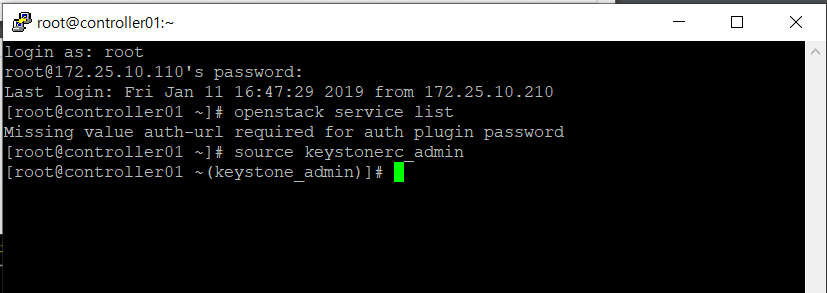 root@controller01:~
login as: root
root@172.25.10.110's password:
Last login: Fri Jan 11 16:47:29 2019 from 172.25.10.210
[root@controller01 ~]# openstack service list
Missing value auth-url required for auth plugin password
[root@controller01 ~]# source keystonerc_admin
[root@controller01 ~(keystone_admin)]#